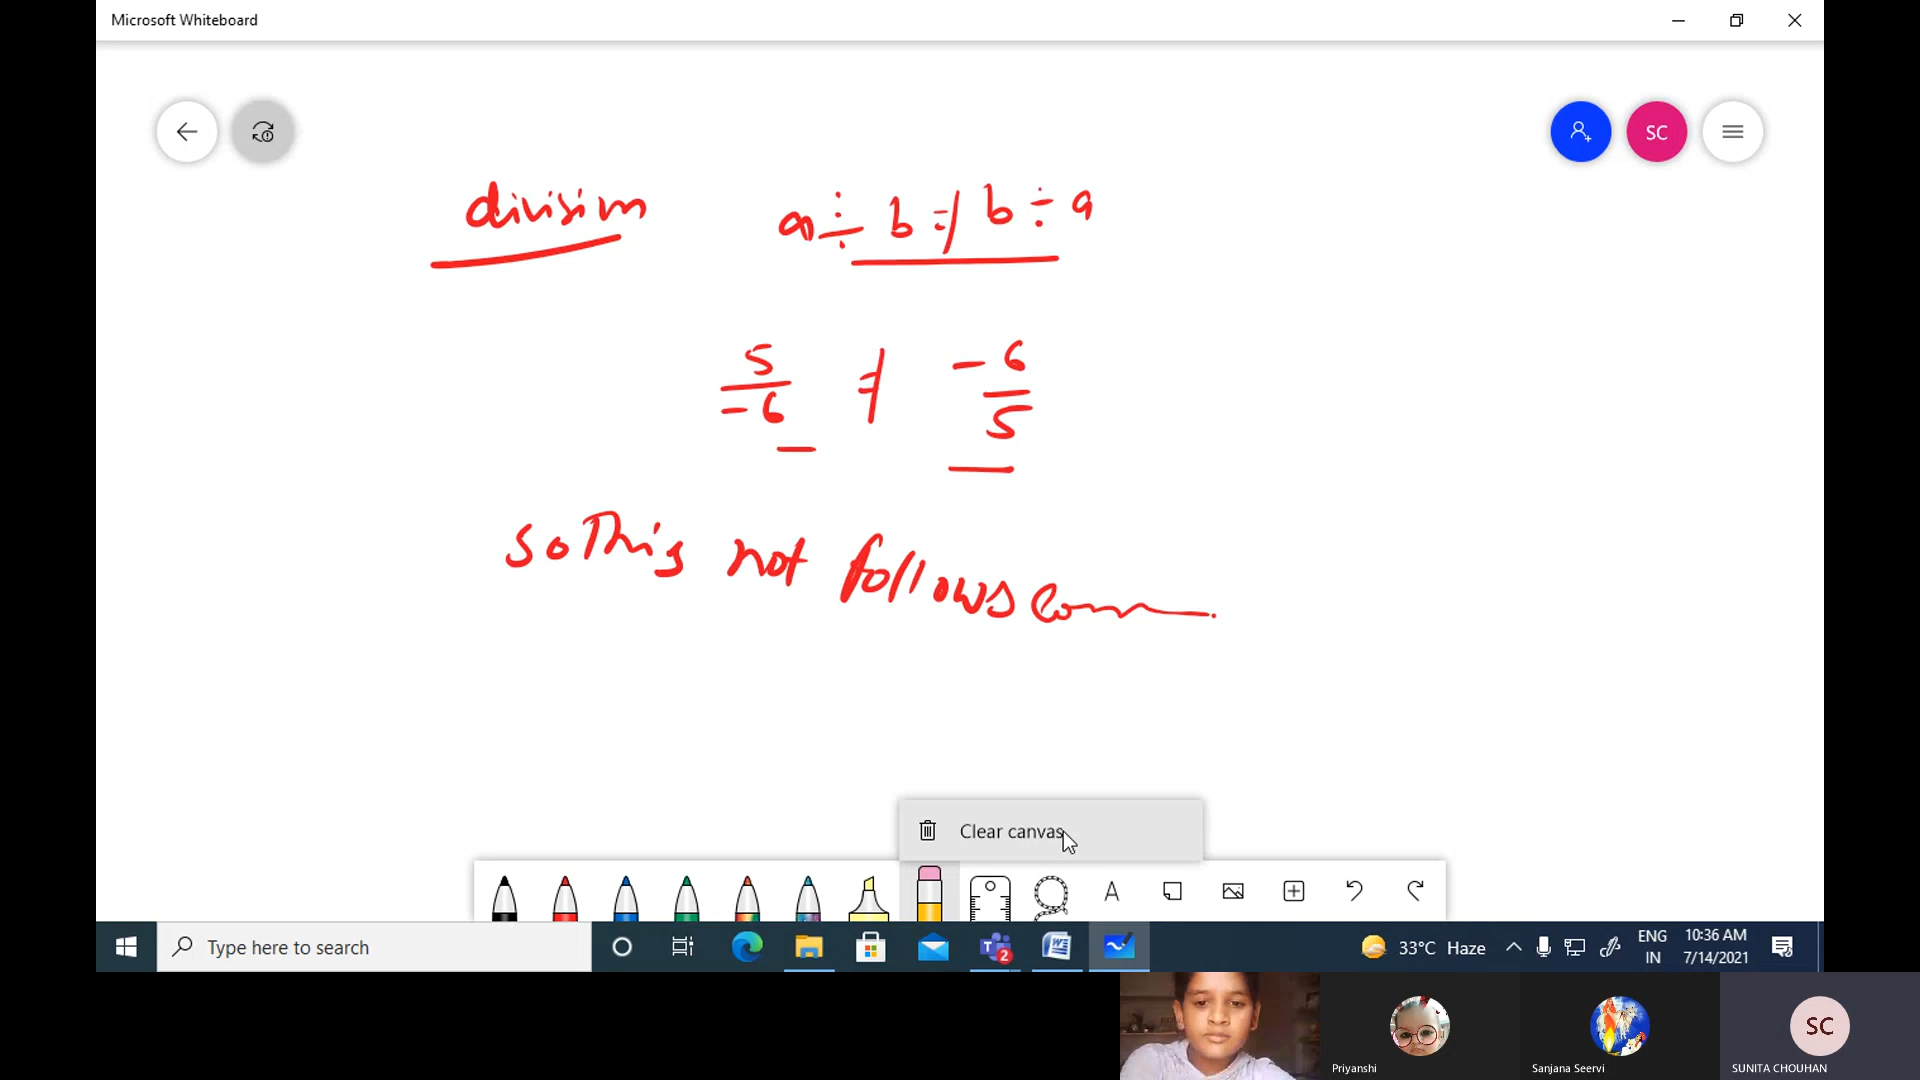 Microsoft Whiteboard
SC
division a ÷ b ≠ b ÷ a
5/-6 ≠ -6/5
so This not follows
Clear canvas
A
Type here to search
2
33°C Haze
ENG
IN
10:36 AM
7/14/2021
Priyanshi
Sanjana Seervi
SC
SUNITA CHOUHAN